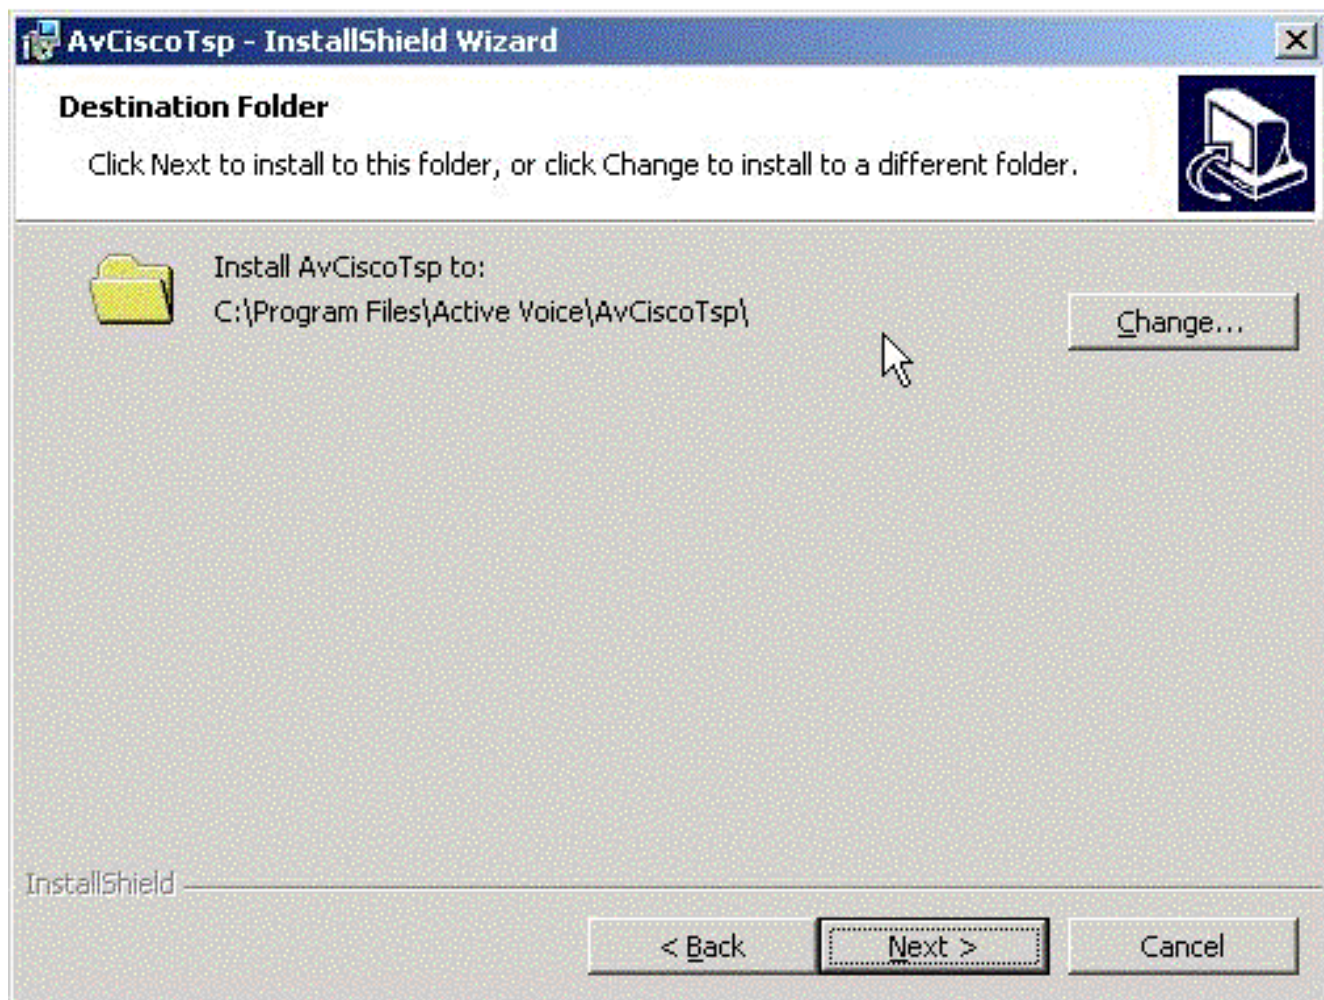 AvCiscoTsp - InstallShield Wizard
Destination Folder
Click Next to install to this folder, or click Change to install to a different folder.
Install AvCiscoTsp to:
C:\Program Files\Active Voice\AvCiscoTsp\
Change...
InstallShield
< Back
Next >
Cancel